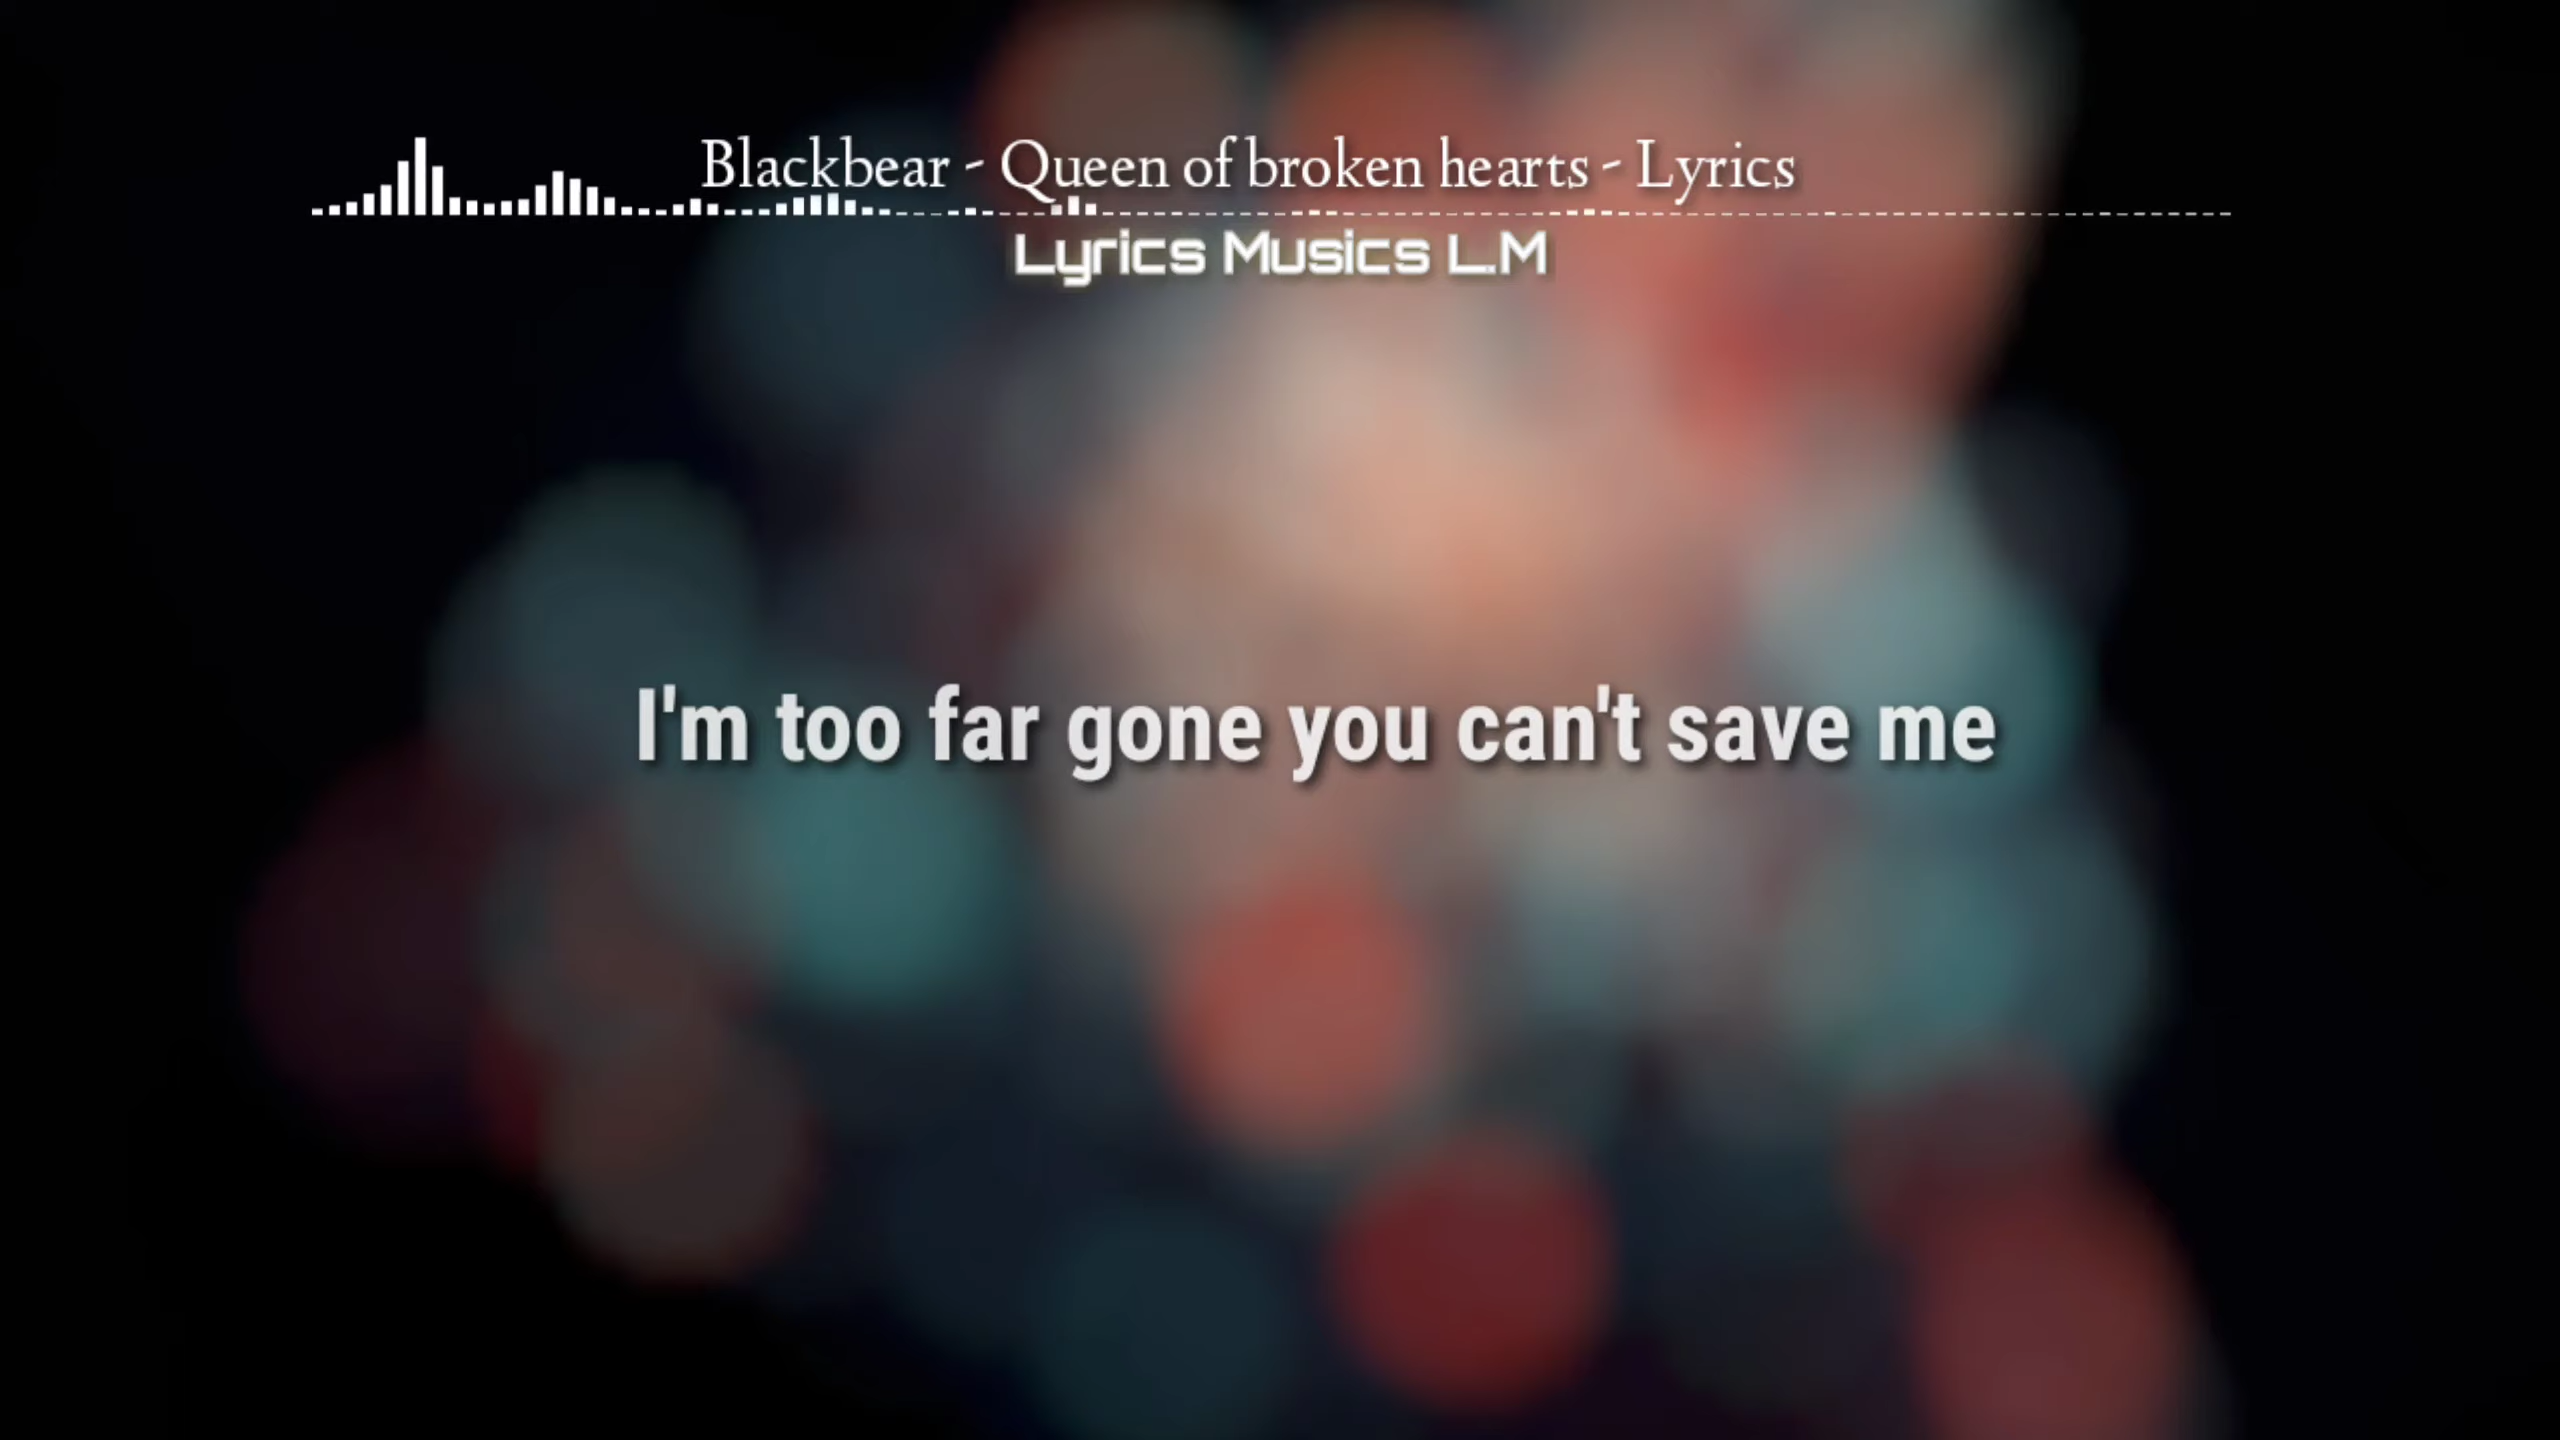 Blackbear - Queen of broken hearts - Lyrics
Lyrics Musics L.M
I'm too far gone you can't save me